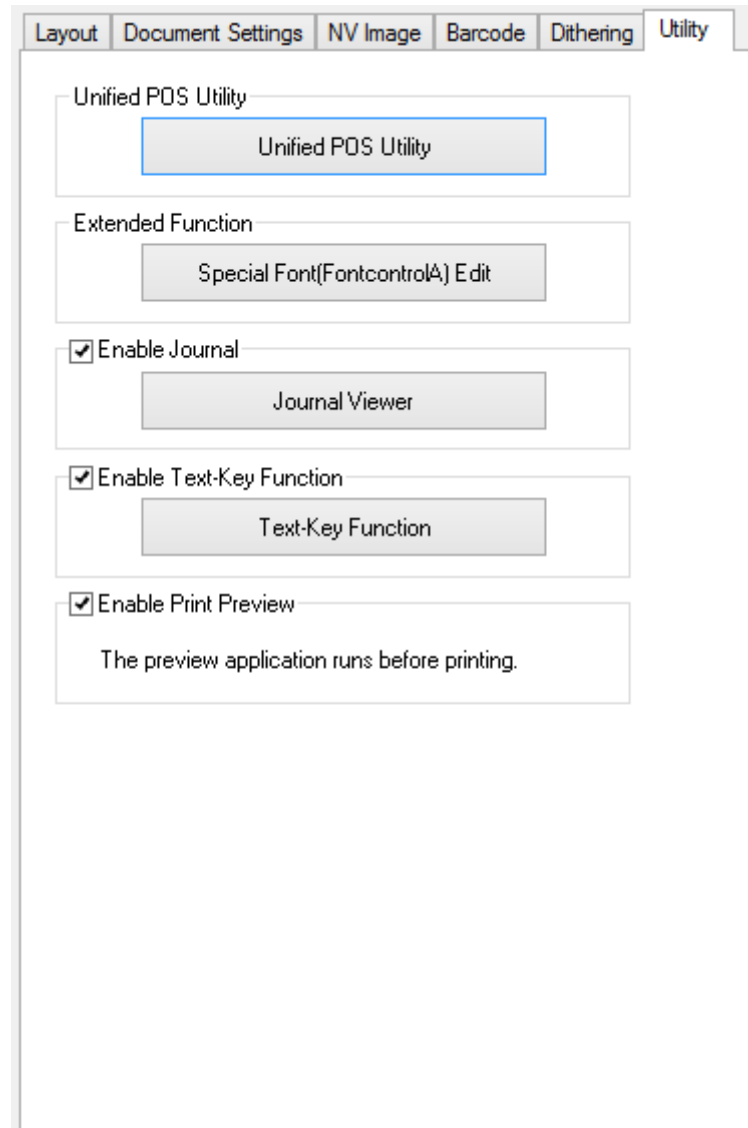 Layout Document Settings NV Image Barcode Dithering Utility
Unified POS Utility
Unified POS Utility
Extended Function
Special Font(FontcontrolA) Edit
Enable Journal
Journal Viewer
Enable Text-Key Function
Text-Key Function
Enable Print Preview
The preview application runs before printing.